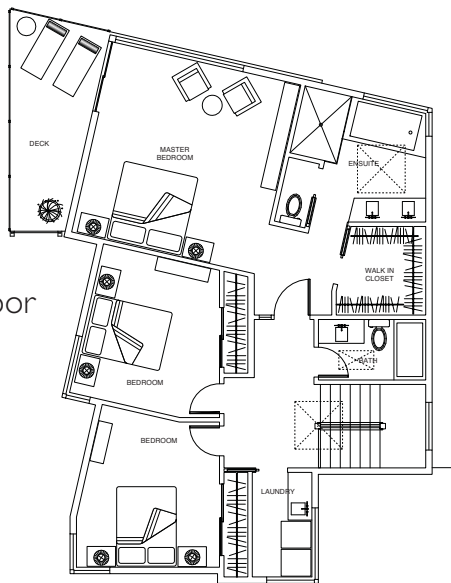 DECK
MASTER
BEDROOM
ENSUITE
WALK IN
CLOSET
oor
BATH
BEDROOM
BEDROOM
LAUNDRY